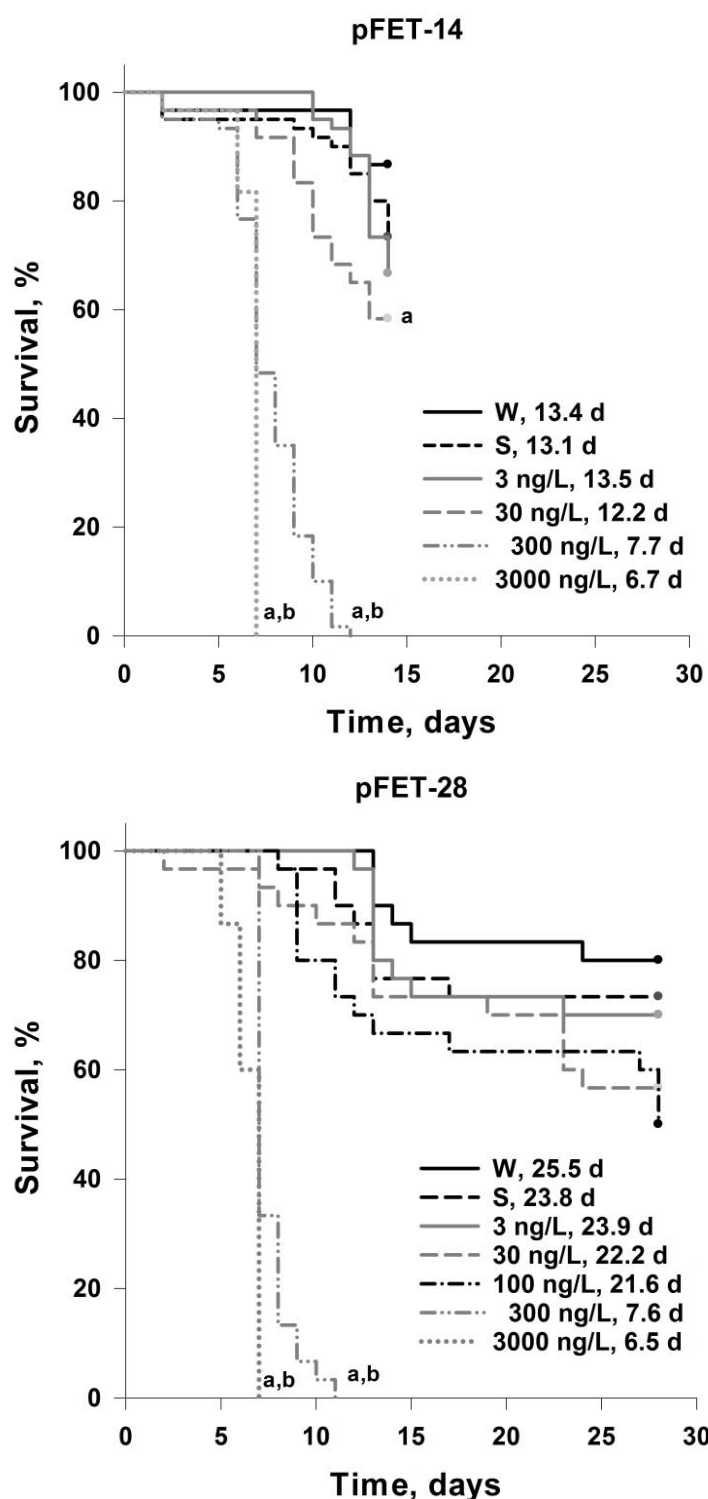 pFET-14
100
80
60
40
20
0
Survival, %
a
W, 13.4 d
S, 13.1 d
3 ng/L, 13.5 d
30 ng/L, 12.2 d
300 ng/L, 7.7 d
3000 ng/L, 6.7 d
a,b a,b
0 5 10 15 20 25 30
Time, days
pFET-28
100
80
60
40
20
0
Survival, %
W, 25.5 d
S, 23.8 d
3 ng/L, 23.9 d
30 ng/L, 22.2 d
100 ng/L, 21.6 d
300 ng/L, 7.6 d
3000 ng/L, 6.5 d
a,b a,b
0 5 10 15 20 25 30
Time, days